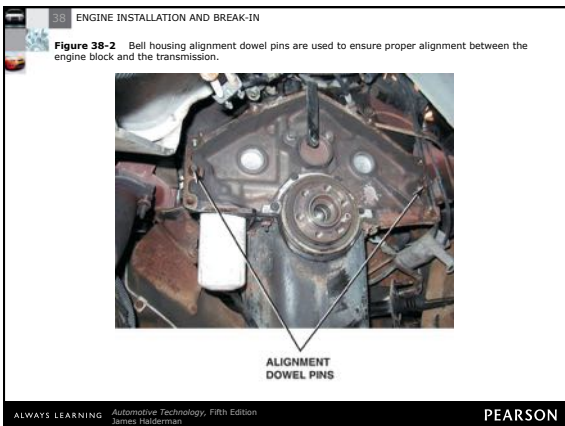 38 ENGINE INSTALLATION AND BREAK-IN
Figure 38-2 Bell housing alignment dowel pins are used to ensure proper alignment between the
engine block and the transmission.
ALIGNMENT
DOWEL PINS
ALWAYS LEARNING Automotive Technology, Fifth Edition
James Halderman
PEARSON